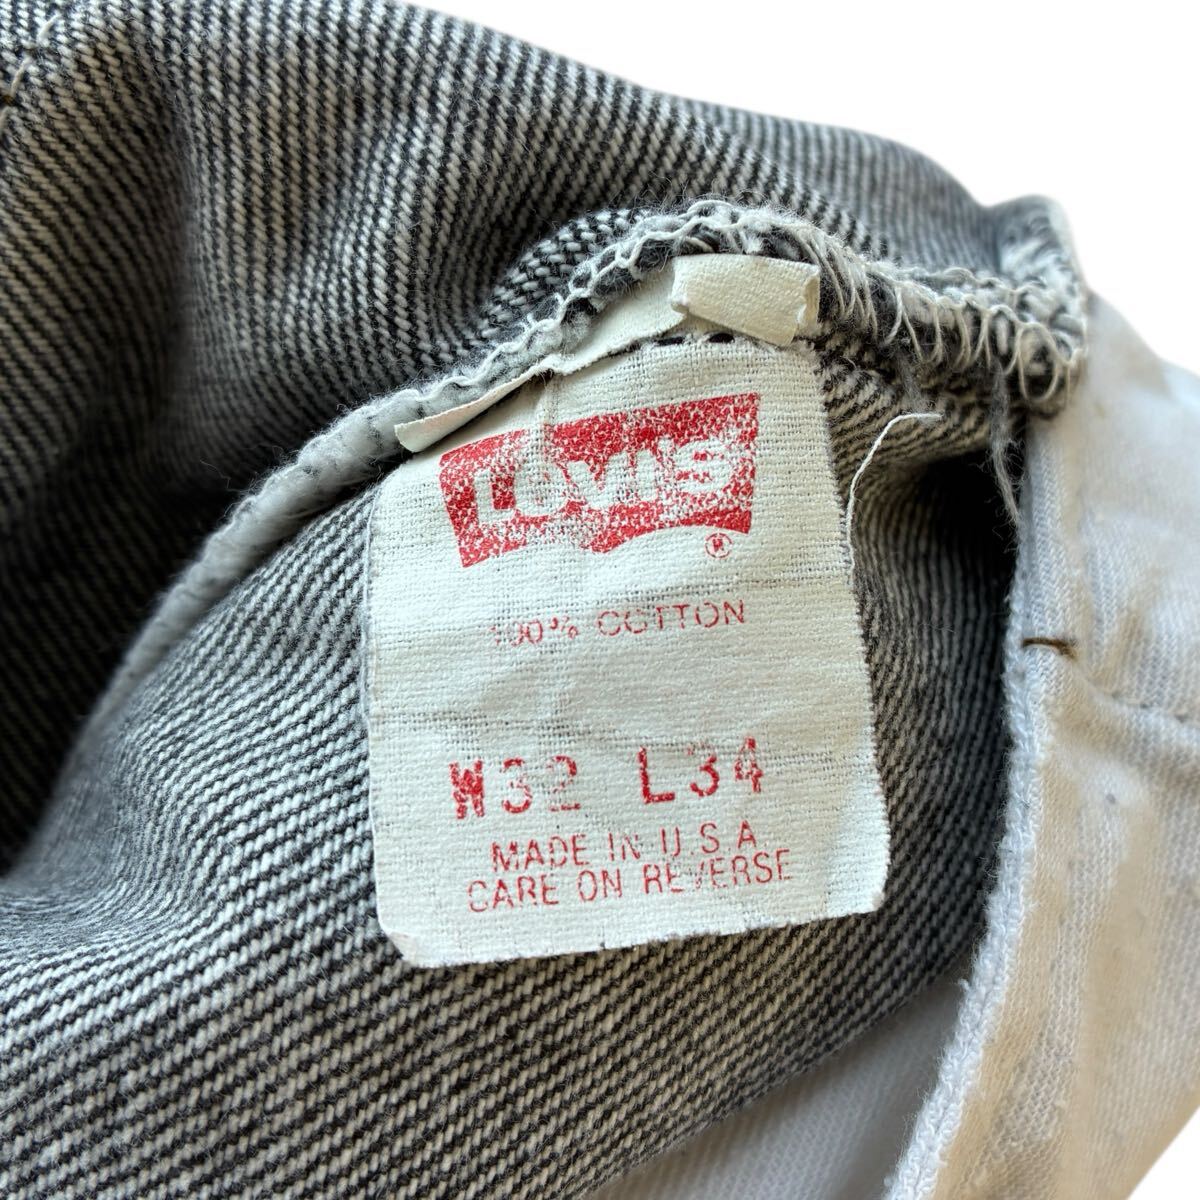 LEVI'S
®
100% COTTON
W32 L34
MADE IN U.S.A.
CARE ON REVERSE